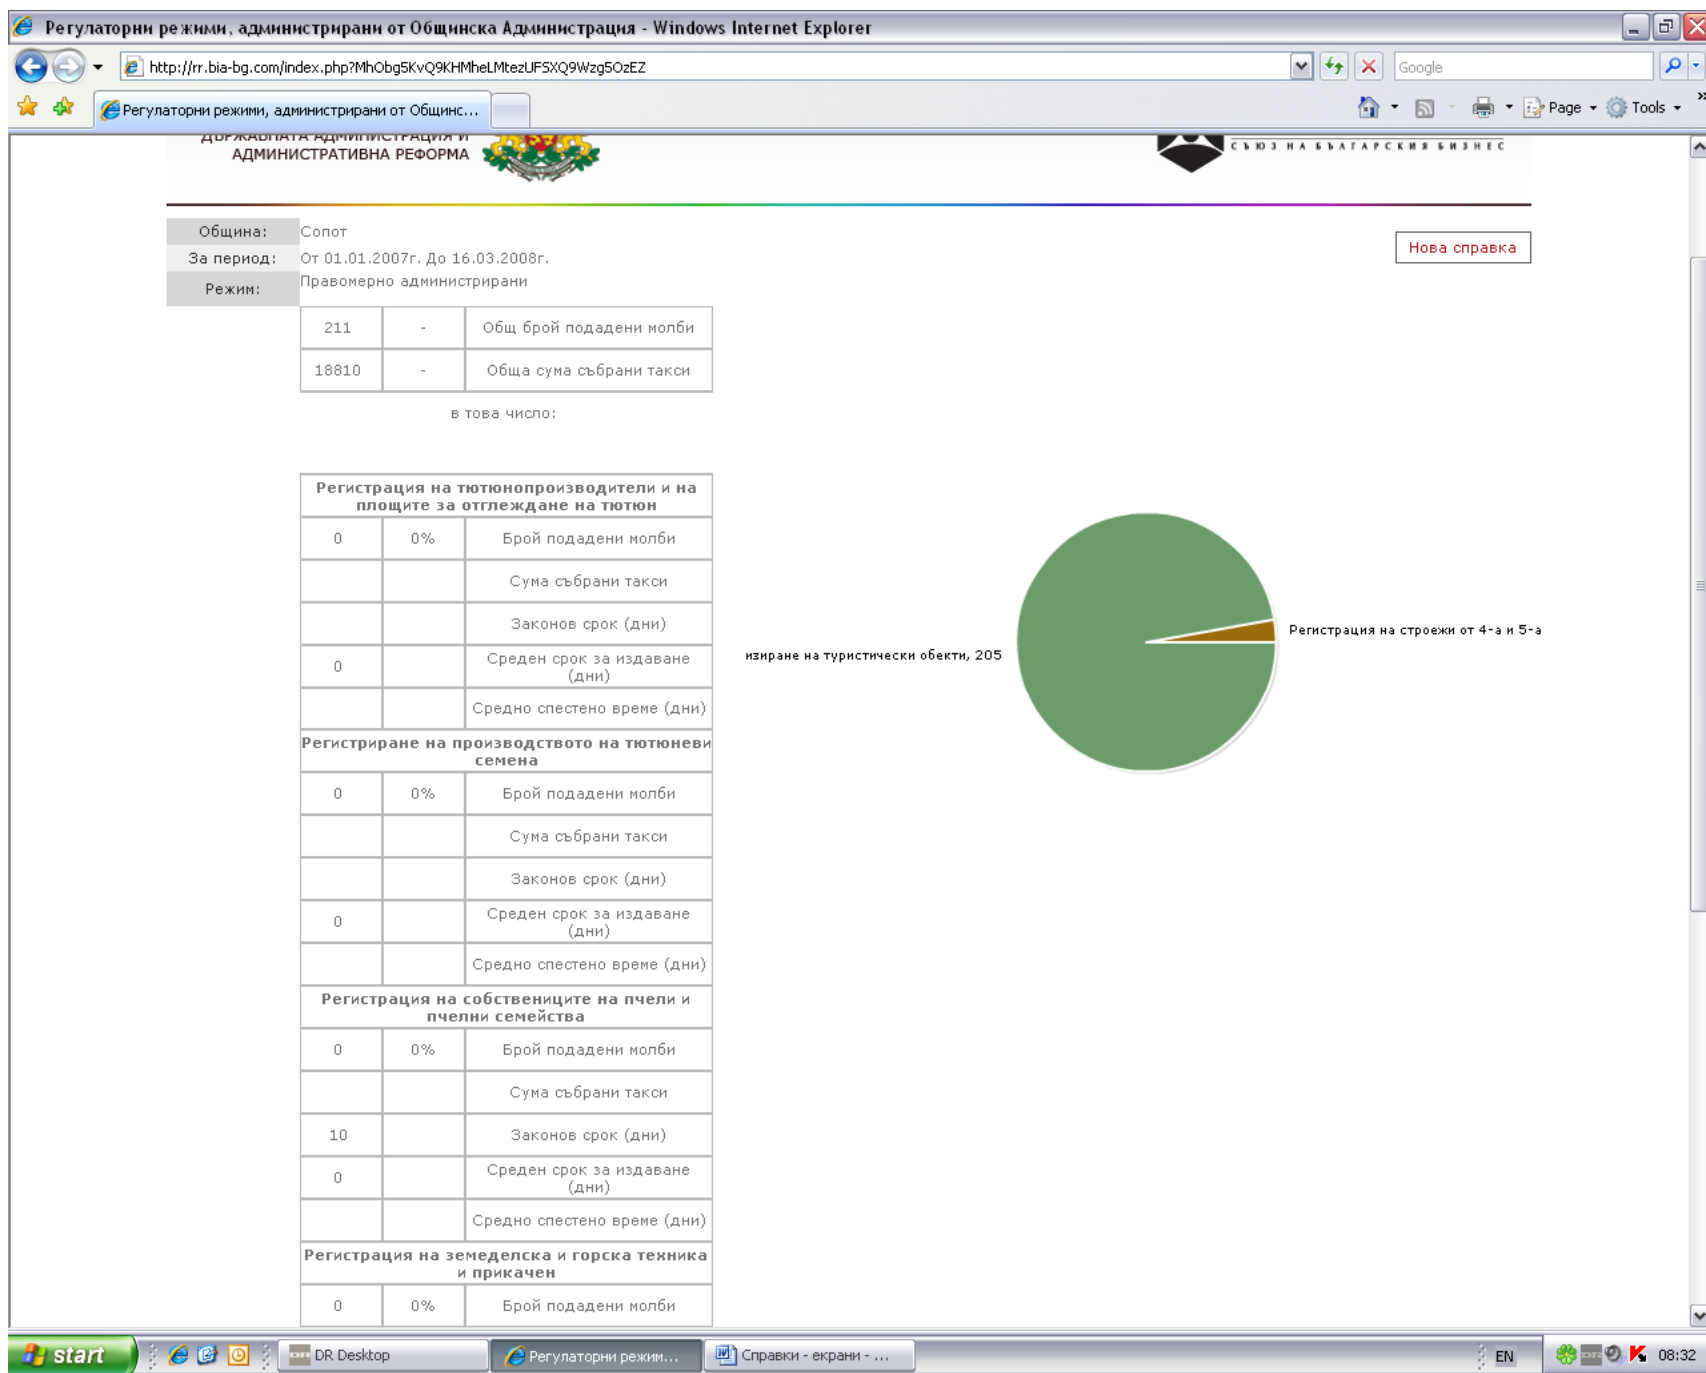 Регулаторни режими, администрирани от Общинска Администрация - Windows Internet Explorer
http://rr.bia-bg.com/index.php?MhObg5KvQ9KHMheLMtezUFSXQ9Wzg5OzEZ
Google
Регулаторни режими, администрирани от Общинс...
Page
Tools
ДЪРЖАВНАТА АДМИНИСТРАЦИЯ И
АДМИНИСТРАТИВНА РЕФОРМА
СЪЮЗ НА БЪЛГАРСКИЯ БИЗНЕС
Община: Сопот
Нова справка
За период: От 01.01.2007г. До 16.03.2008г.
Режим: Правомерно администрирани
211 - Общ брой подадени молби
18810 - Обща сума събрани такси
в това число:
Регистрация на тютюнопроизводители и на
площите за отглеждане на тютюн
0 0% Брой подадени молби
Сума събрани такси
Законов срок (дни)
0 Среден срок за издаване
(дни)
Средно спестено време (дни)
Регистриране на производството на тютюневи
семена
0 0% Брой подадени молби
Сума събрани такси
Законов срок (дни)
0 Среден срок за издаване
(дни)
Средно спестено време (дни)
Регистрация на собствениците на пчели и
пчелни семейства
0 0% Брой подадени молби
Сума събрани такси
10 Законов срок (дни)
0 Среден срок за издаване
(дни)
Средно спестено време (дни)
Регистрация на земеделска и горска техника
и прикачен
0 0% Брой подадени молби
изиране на туристически обекти, 205
Регистрация на строежи от 4-а и 5-а
start
DR Desktop
Регулаторни режим...
Справки - екрани - ...
EN
08:32